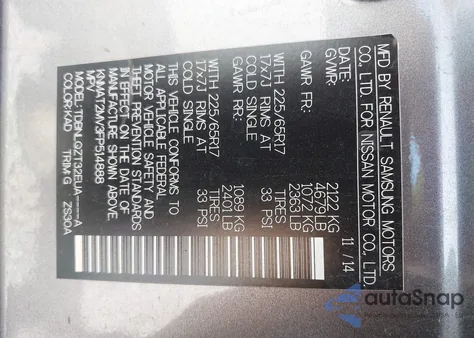 MFD BY RENAULT SAMSUNG MOTORS
CO., LTD. FOR NISSAN MOTOR CO., LTD.
DATE: 11 / 14
GVWR: 2122 KG
4679 LB
GAWR FR: 1072 KG
2363 LB
WITH 225/65R17 TIRES
17x7J RIMS AT 33 PSI
COLD SINGLE
GAWR RR: 1089 KG
2401 LB
WITH 225/65R17 TIRES
17x7J RIMS AT 33 PSI
COLD SINGLE
THIS VEHICLE CONFORMS TO
ALL APPLICABLE FEDERAL
MOTOR VEHICLE SAFETY AND
THEFT PREVENTION STANDARDS
IN EFFECT ON THE DATE OF
MANUFACTURE SHOWN ABOVE.
KNMAT2MV3FP514888
MPV
MODEL: TDBNLQZT32EUA----A
COLOR: KAD TRIM: G ZS30A
autoSnap